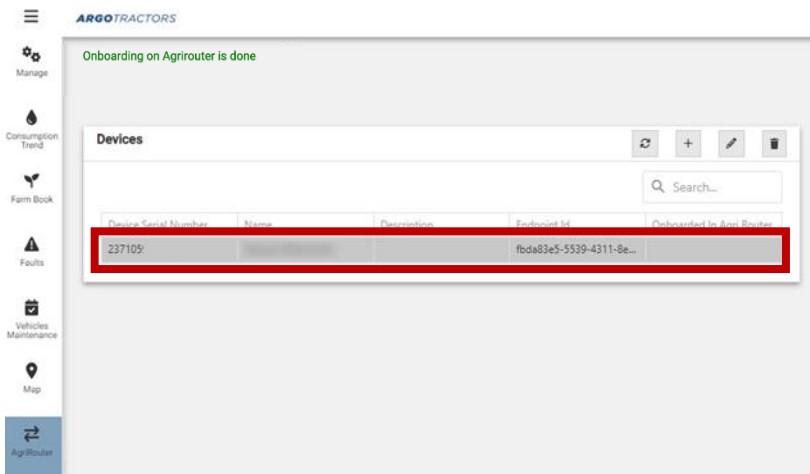 ARGOTRACTORS
Onboarding on Agrirouter is done
Manage
Consumption
Trend
Farm Book
Faults
Vehicles
Maintenance
Map
AgriRouter
Devices
Search...
Device Serial Number Name Description Endpoint Id Onboarded In Agri Router
237105 fbda83e5-5539-4311-8e...